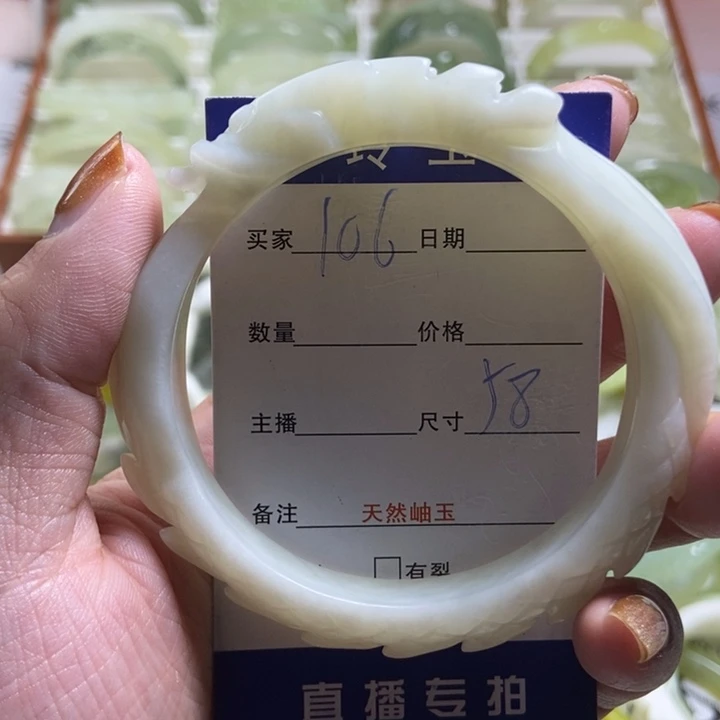 玉
买家 106 日期
数量 价格
主播 尺寸 58
备注 天然岫玉
有裂
直播专拍